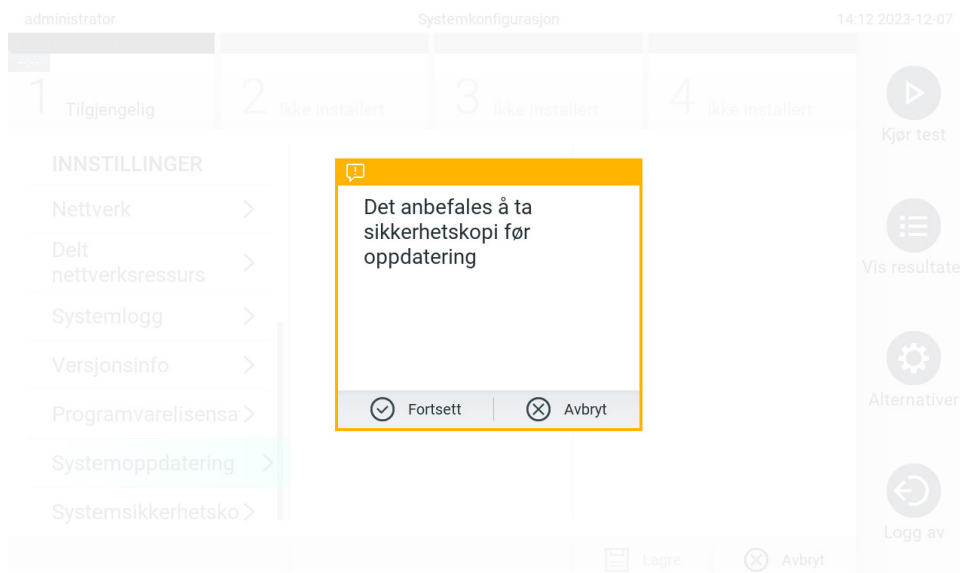 administrator
Systemkonfigurasjon
14:12 2023-12-07
1 Tilgjengelig
2 Ikke installert
3 Ikke installert
4 Ikke installert
Kjør test
INNSTILLINGER
Nettverk
Delt
nettverksressurs
Systemlogg
Versjonsinfo
Programvarelisensa
Systemoppdatering
Systemsikkerhetsko
Det anbefales å ta
sikkerhetskopi før
oppdatering
Fortsett
Avbryt
Vis resultate
Alternativer
Logg av
Lagre
Avbryt